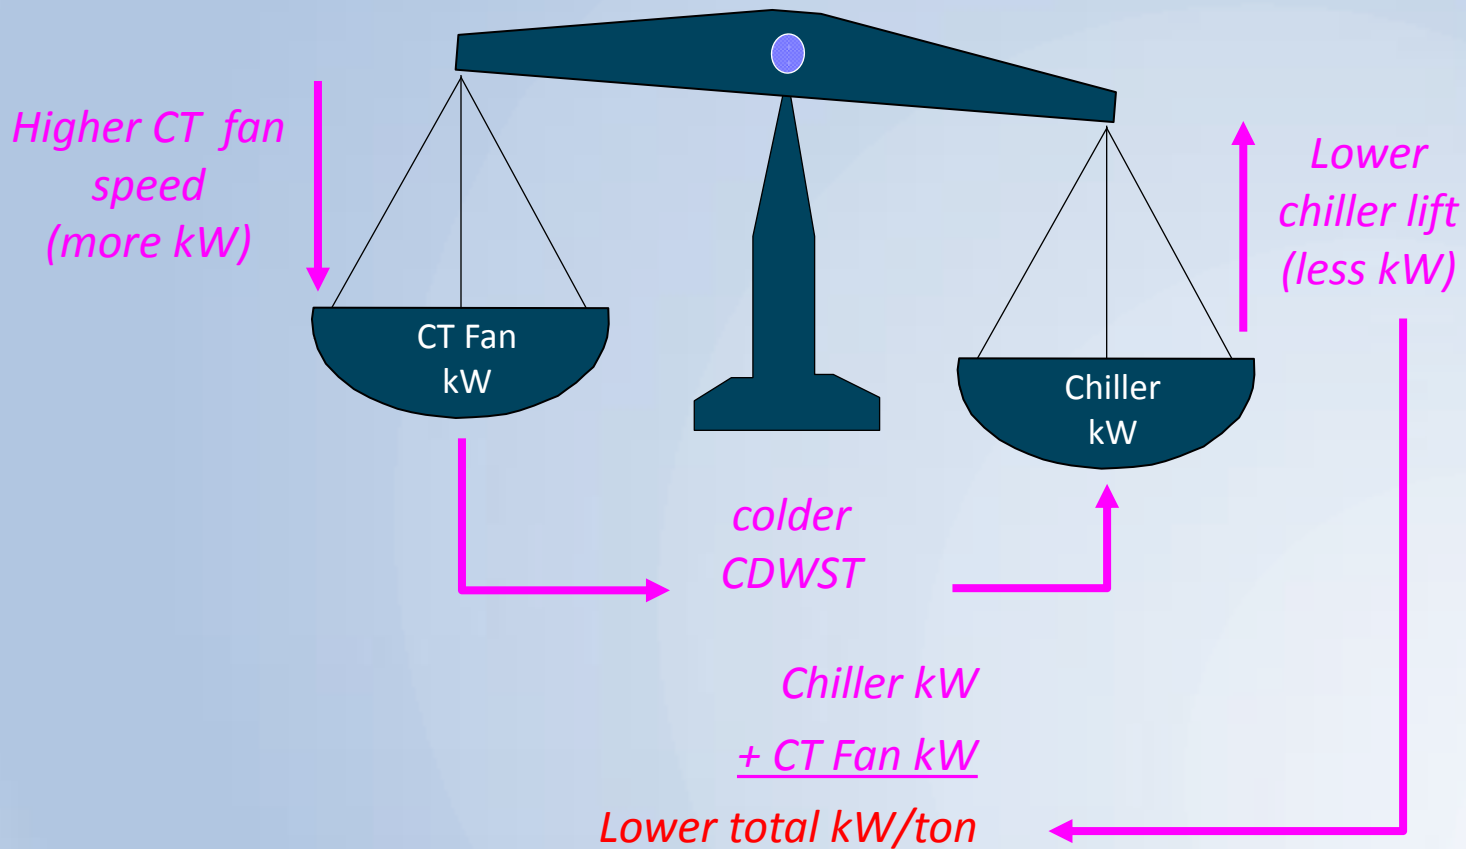 Higher CT fan
speed
(more kW)
Lower
chiller lift
(less kW)
CT Fan
kW
Chiller
kW
colder
CDWST
Chiller kW
+ CT Fan kW
Lower total kW/ton